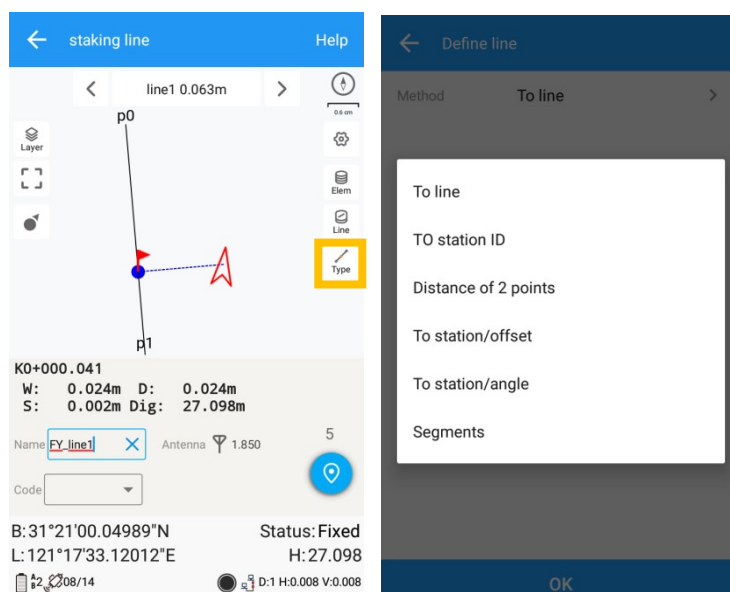 staking line
Help
line1 0.063m
p0
0.6 cm
Layer
Elem
Line
Type
p1
K0+000.041
W: 0.024m D: 0.024m
S: 0.002m Dig: 27.098m
Name FY_line1 Antenna 1.850 5
Code
B:31°21'00.04989"N Status:Fixed
L:121°17'33.12012"E H:27.098
A
B2 08/14 D:1 H:0.008 V:0.008
Define line
Method To line
To line
TO station ID
Distance of 2 points
To station/offset
To station/angle
Segments
OK